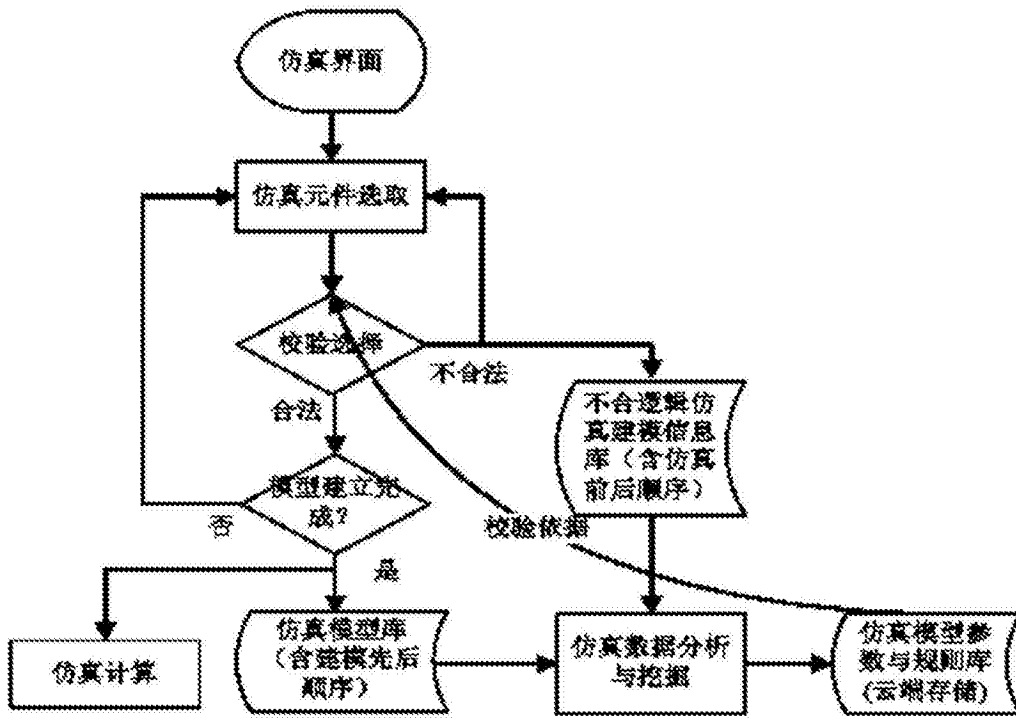 仿真界面
仿真元件选取
校验选择
不合法
合法
不合逻辑仿
真建模信息
库（含仿真
前后顺序）
模型建立完
成？
否
校验依据
是
仿真计算
仿真模型库
（含建模先后
顺序）
仿真数据分析
与挖掘
仿真模型参
数与规则库
(云端存储)